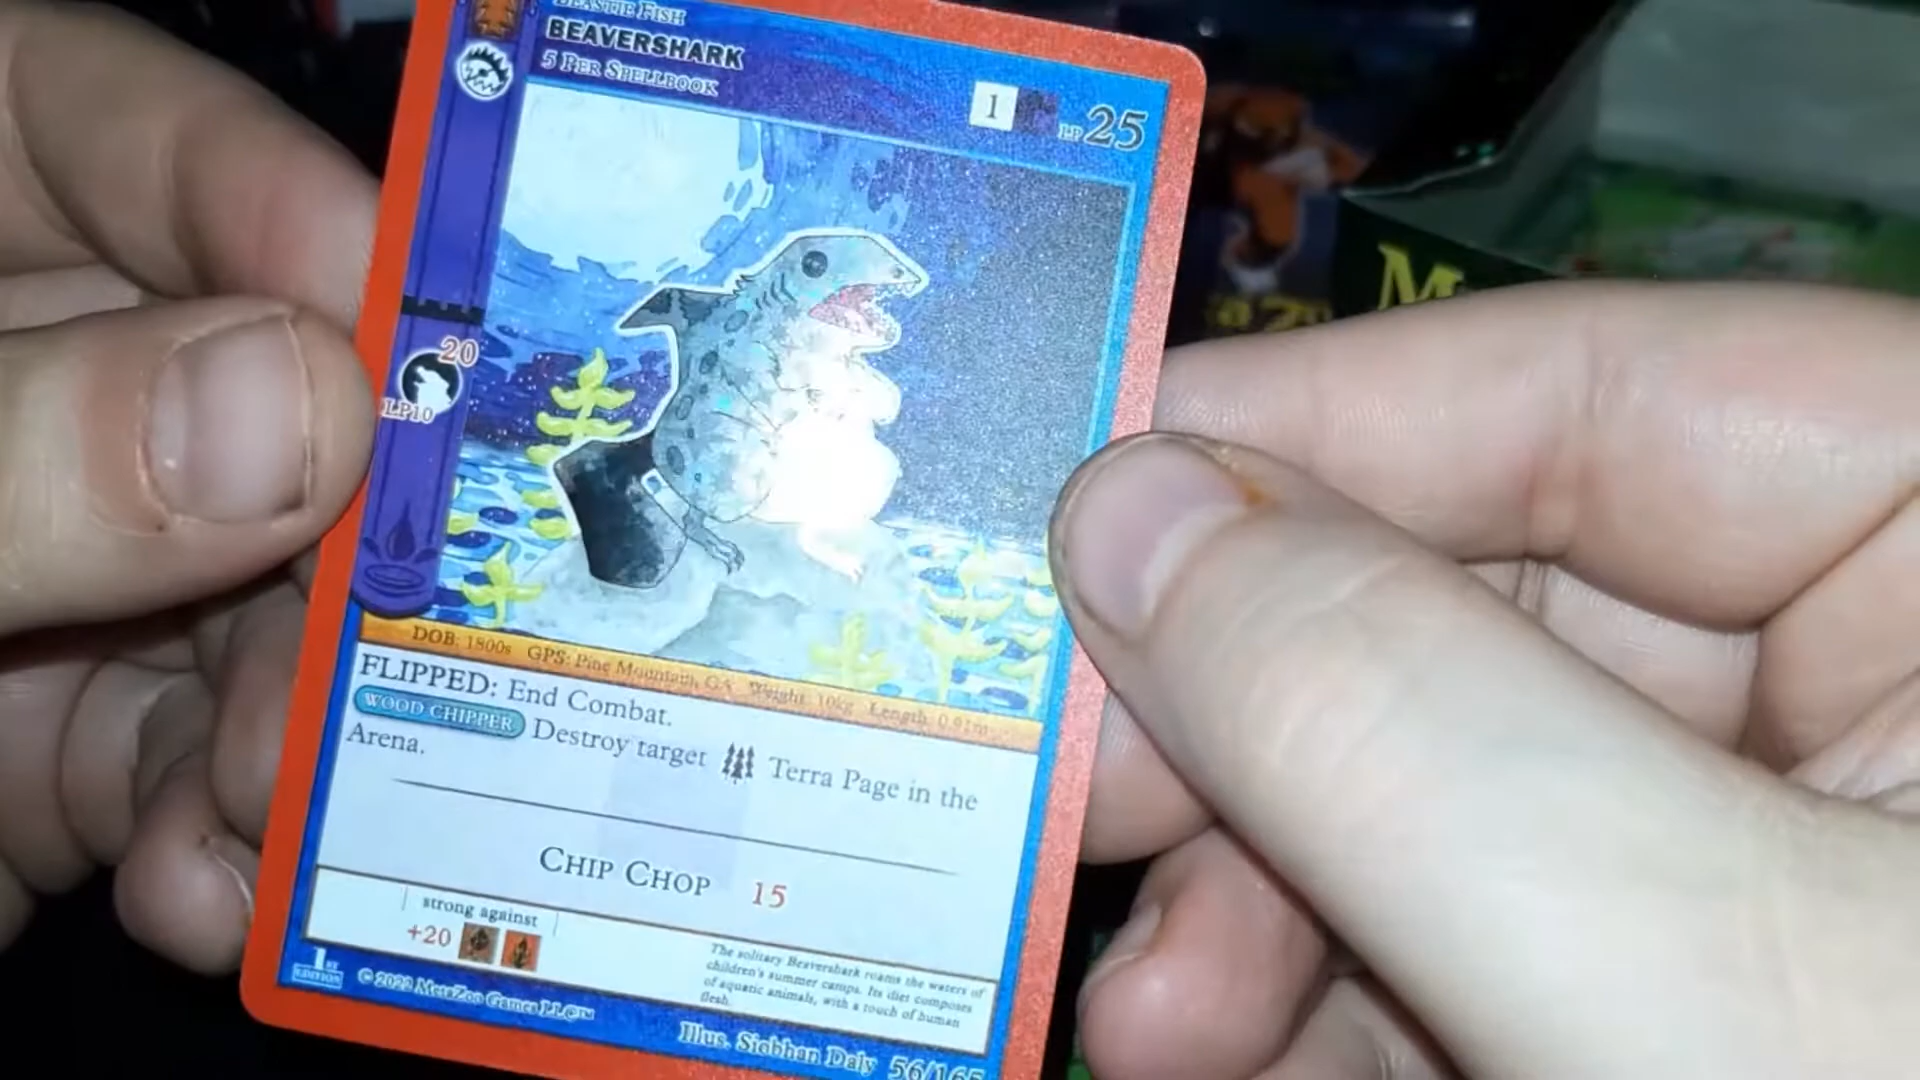 BEASTIE FISH
BEAVERSHARK
5 PER SPELLBOOK
1
LP 25
20
LP10
DOB: 1800s GPS: Pine Mountain, GA Weight: 10kg Length: 0.91m
FLIPPED: End Combat.
WOOD CHIPPER Destroy target Terra Page in the
Arena.
CHIP CHOP 15
strong against
+20
The solitary Beavershark roams the waters of
children's summer camps. Its diet composes
of aquatic animals, with a touch of human
flesh.
1ST
EDITION
© 2022 MetaZoo Games LLC™
Illus. Siobhan Daly 56/165